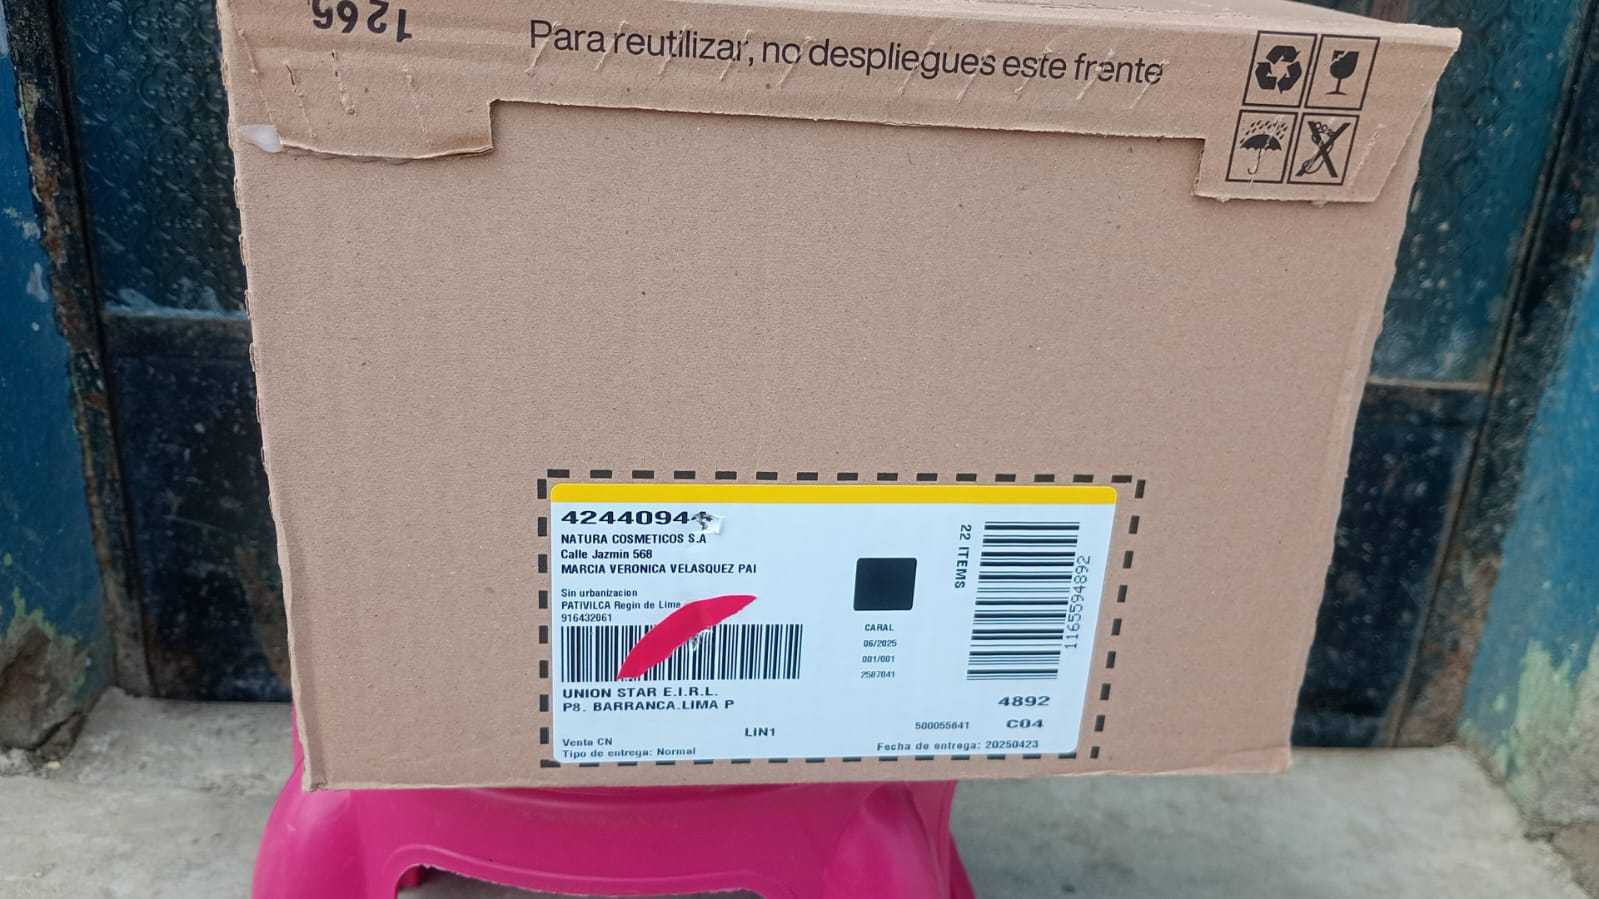 1265
Para reutilizar, no despliegues este frente
4244094
NATURA COSMETICOS S.A
Calle Jazmin 568
MARCIA VERONICA VELASQUEZ PAI
Sin urbanizacion
PATIVILCA Regin de Lima
916432061
UNION STAR E.I.R.L.
P8. BARRANCA.LIMA P
LIN1
Venta CN
Tipo de entrega: Normal
22 ITEMS
1165594892
CARAL
06/2025
001/001
2587041
4892
500055641
C04
Fecha de entrega: 20250423